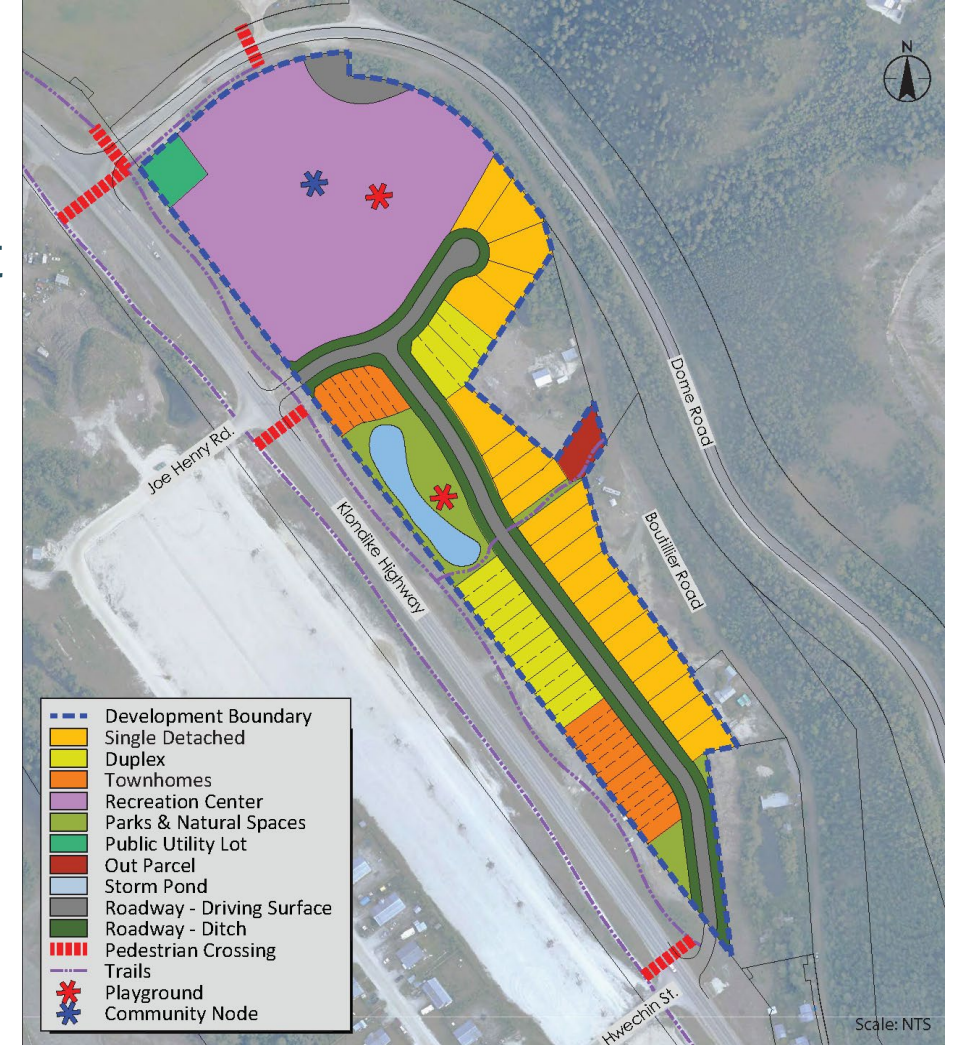 N
Dome Road
Joe Henry Rd.
Klondike Highway
Boutillier Road
Hwechin St.
Development Boundary
Single Detached
Duplex
Townhomes
Recreation Center
Parks & Natural Spaces
Public Utility Lot
Out Parcel
Storm Pond
Roadway - Driving Surface
Roadway - Ditch
Pedestrian Crossing
Trails
Playground
Community Node
Scale: NTS